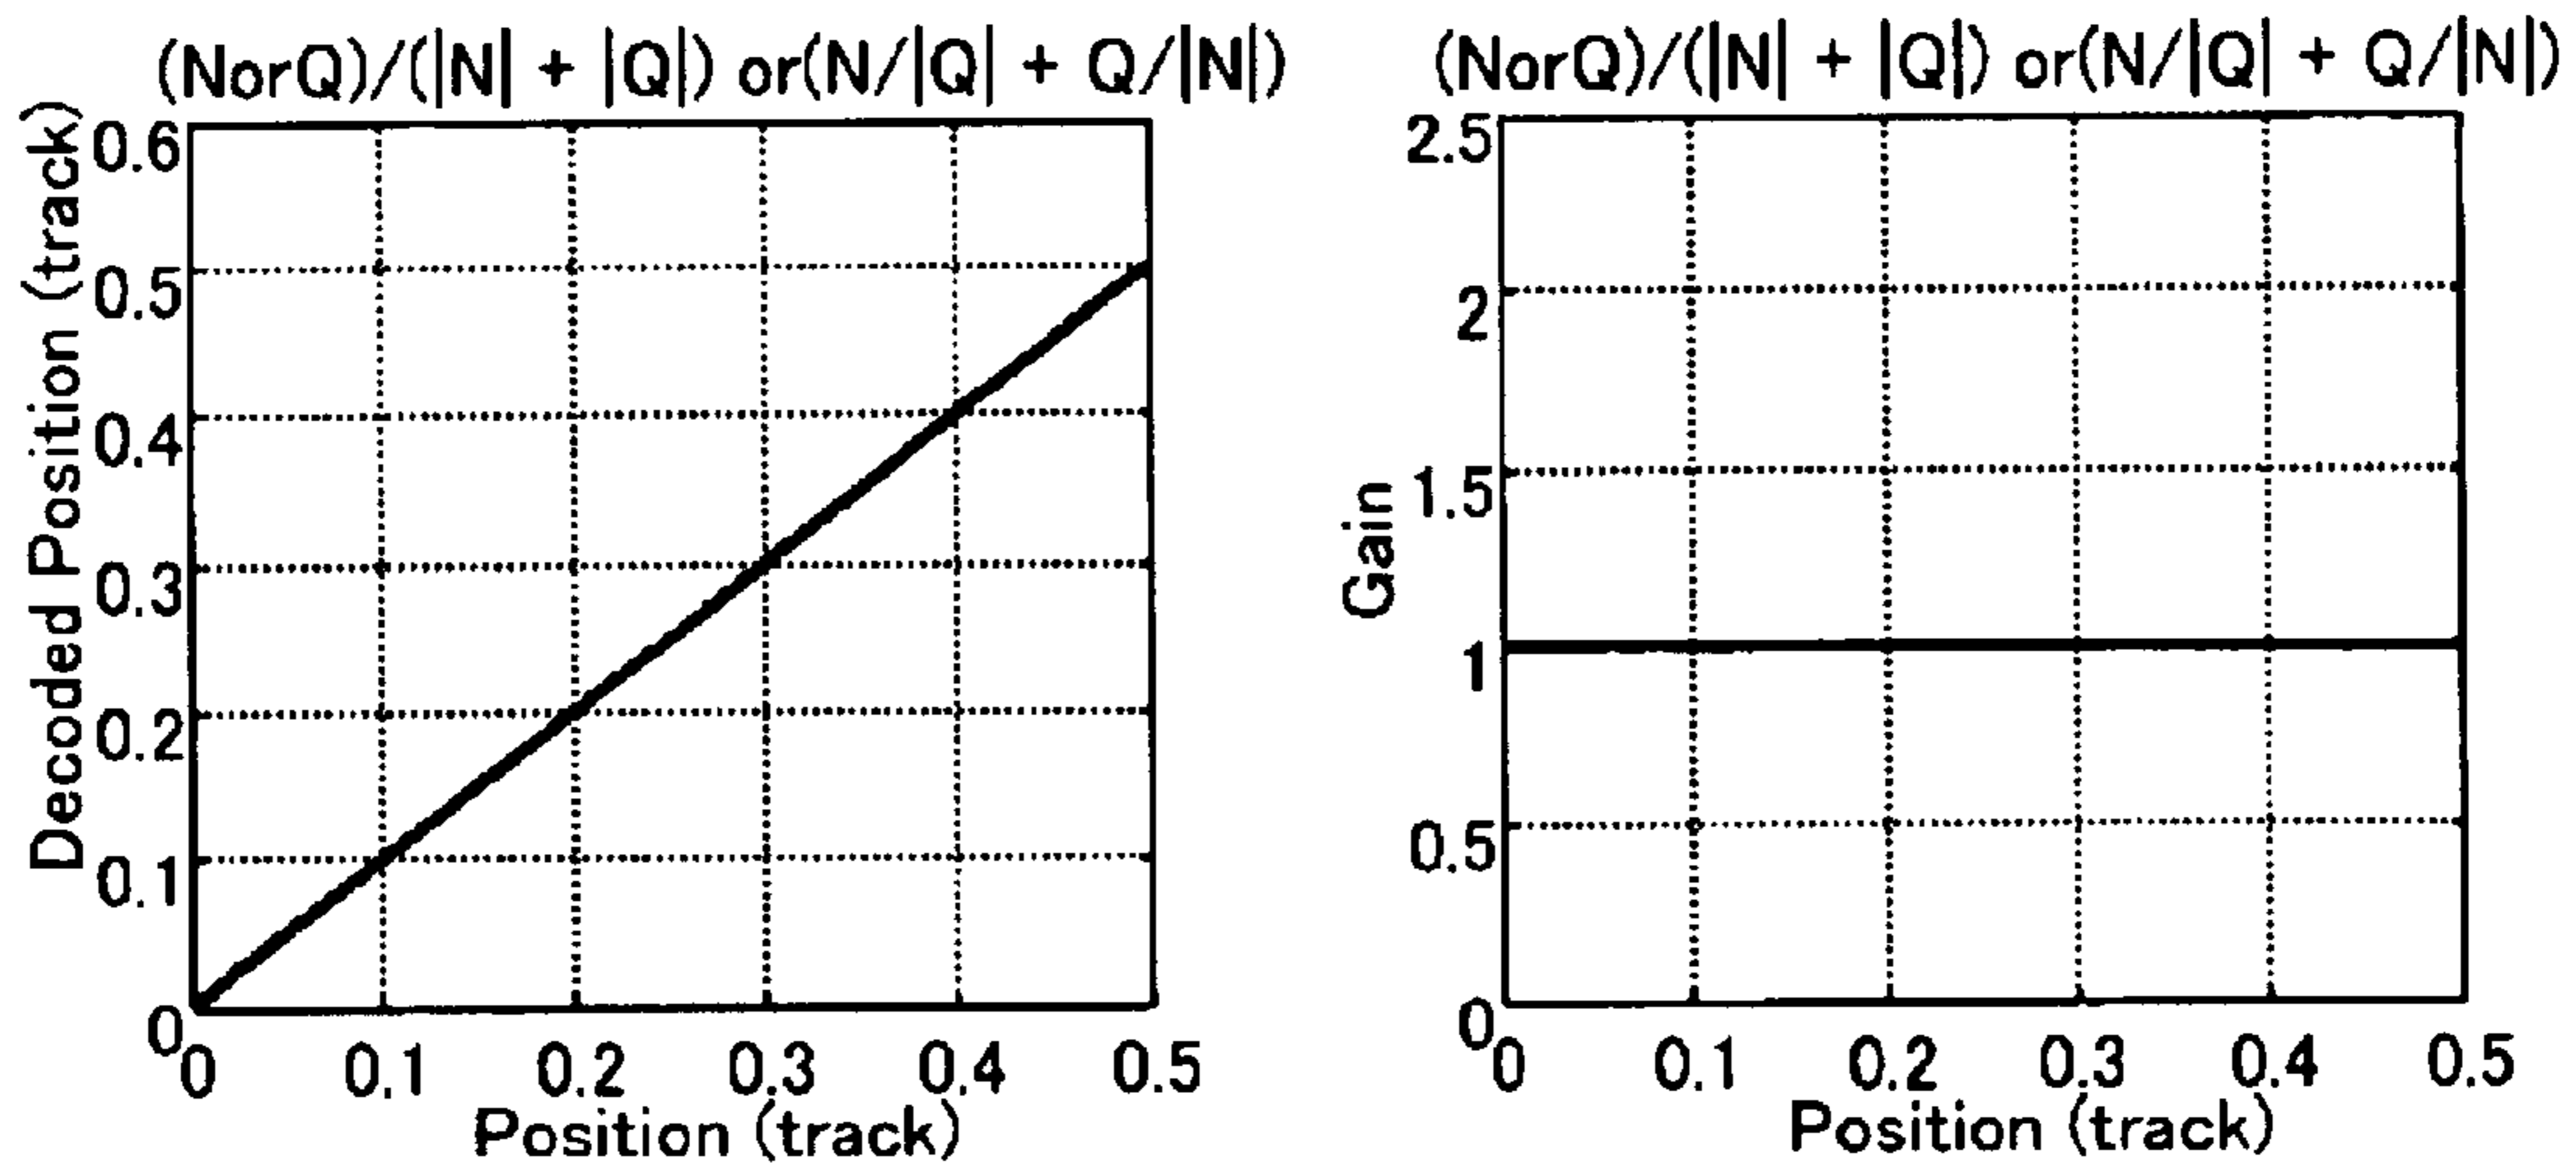 (NorQ)/(|N| + |Q|) or(N/|Q| + Q/|N|)
Decoded Position (track)
0.6
0.5
0.4
0.3
0.2
0.1
0
0 0.1 0.2 0.3 0.4 0.5
Position (track)
(NorQ)/(|N| + |Q|) or(N/|Q| + Q/|N|)
Gain
2.5
2
1.5
1
0.5
0
0 0.1 0.2 0.3 0.4 0.5
Position (track)